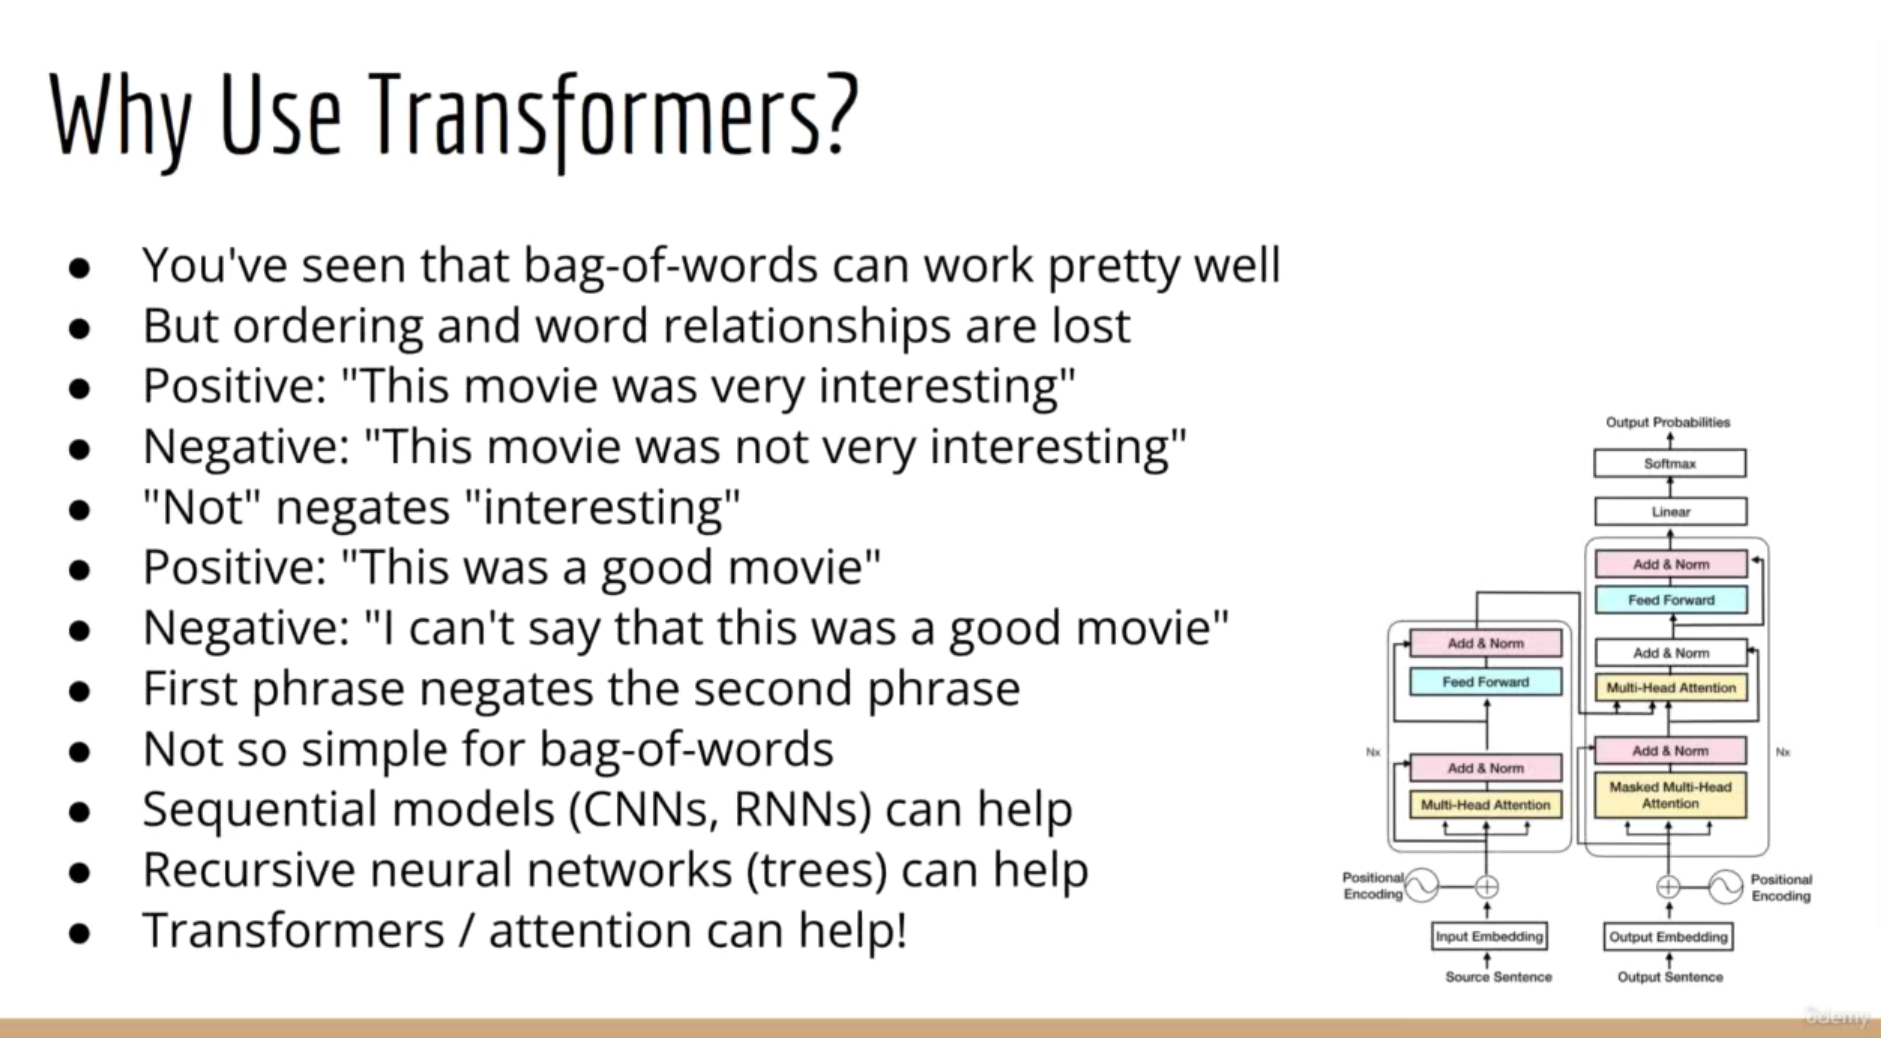 Why Use Transformers?
● You've seen that bag-of-words can work pretty well
● But ordering and word relationships are lost
● Positive: "This movie was very interesting"
● Negative: "This movie was not very interesting"
● "Not" negates "interesting"
● Positive: "This was a good movie"
● Negative: "I can't say that this was a good movie"
● First phrase negates the second phrase
● Not so simple for bag-of-words
● Sequential models (CNNs, RNNs) can help
● Recursive neural networks (trees) can help
● Transformers / attention can help!
Output Probabilities
Softmax
Linear
Add & Norm
Feed Forward
Add & Norm
Multi-Head Attention
Add & Norm
Masked Multi-Head
Attention
Nx
Positional
Encoding
Output Embedding
Output Sentence
Add & Norm
Feed Forward
Add & Norm
Multi-Head Attention
Nx
Positional
Encoding
Input Embedding
Source Sentence
ûdemy